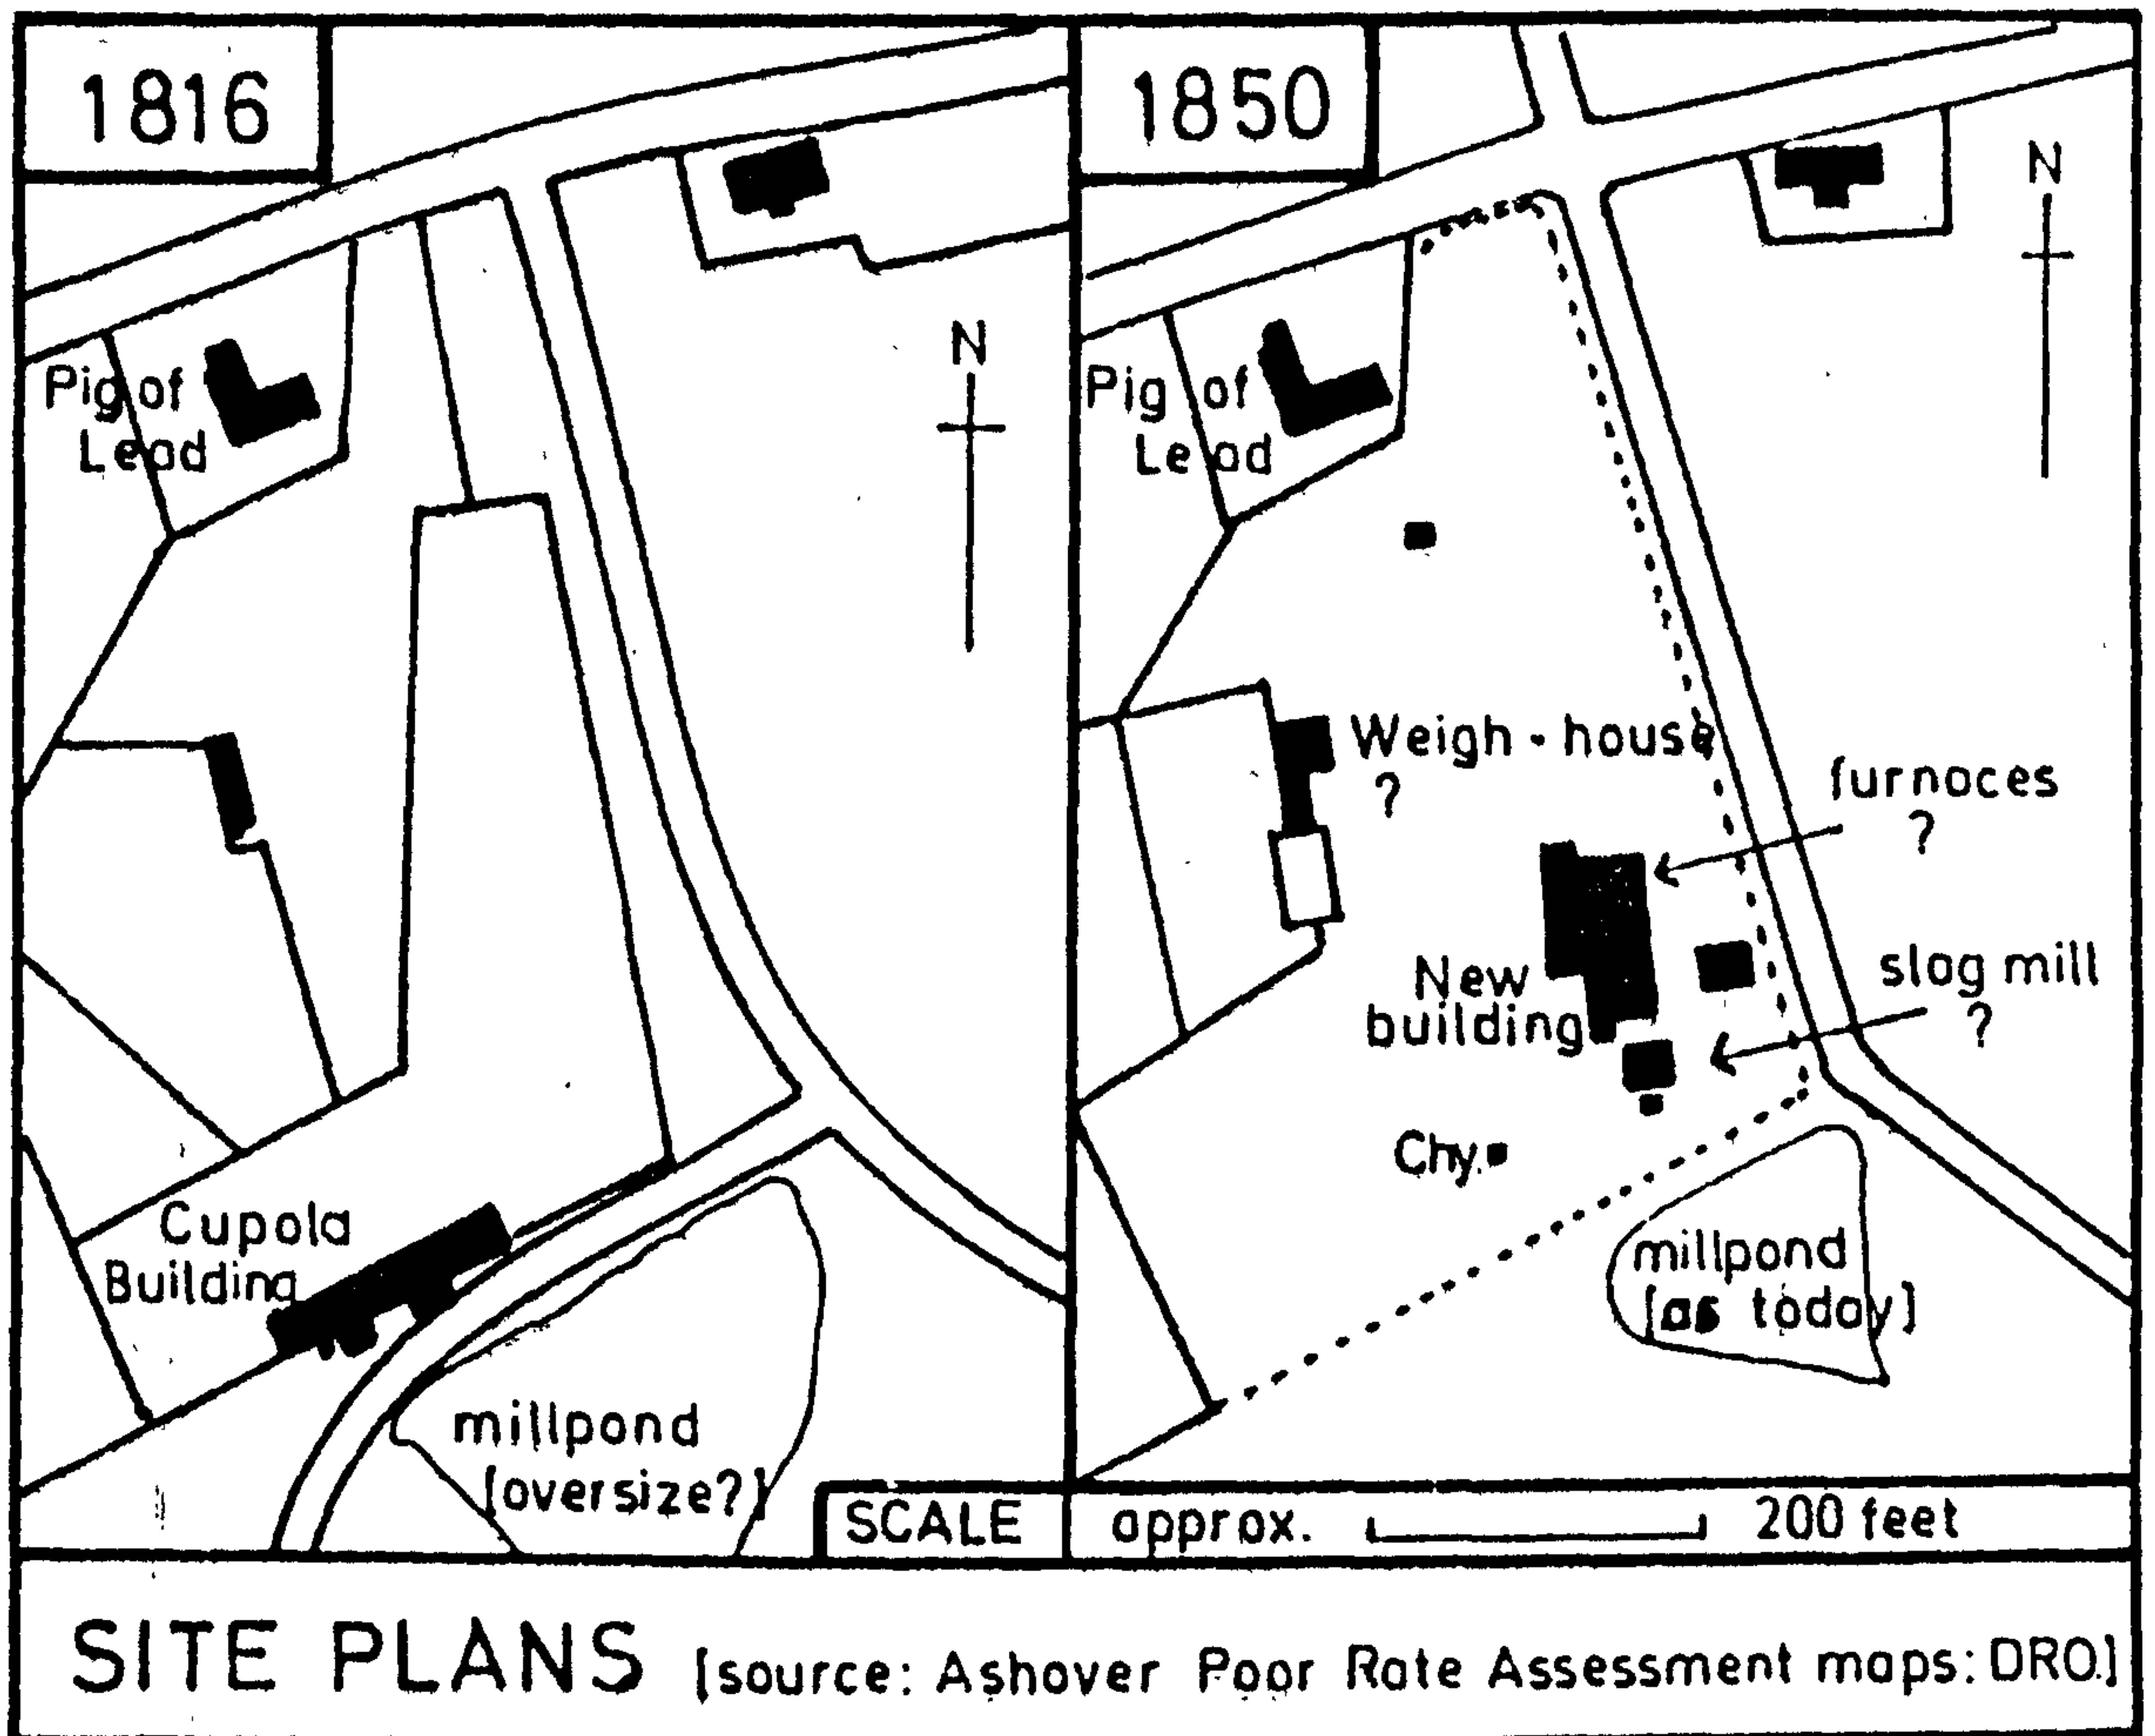 1816
N
Pig of
Lead
Cupola
Building
millpond
(oversize?)
1850
N
Pig of
Lead
Weigh-house
?
furnaces
?
New
building
slag mill
?
Chy.
millpond
(as today)
SCALE approx. 200 feet
SITE PLANS (source: Ashover Poor Rate Assessment maps: DRO.)